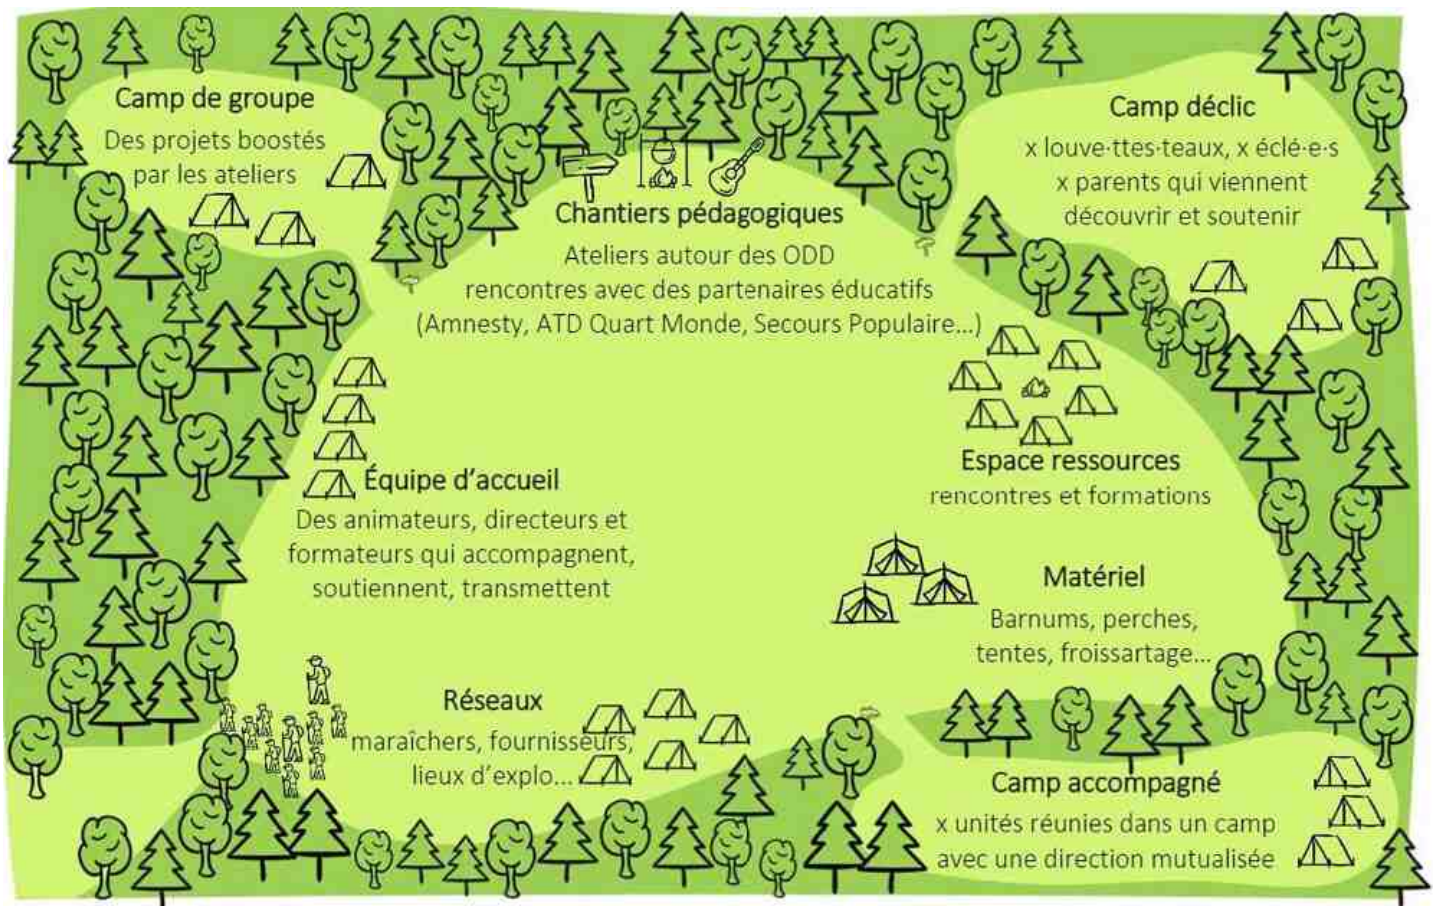 Camp de groupe
Des projets boostés
par les ateliers
Camp déclic
x louve·ttes·teaux, x éclé·e·s
x parents qui viennent
découvrir et soutenir
Chantiers pédagogiques
Ateliers autour des ODD
rencontres avec des partenaires éducatifs
(Amnesty, ATD Quart Monde, Secours Populaire...)
Équipe d'accueil
Des animateurs, directeurs et
formateurs qui accompagnent,
soutiennent, transmettent
Espace ressources
rencontres et formations
Matériel
Barnums, perches,
tentes, froissartage...
Réseaux
maraîchers, fournisseurs,
lieux d'explo...
Camp accompagné
x unités réunies dans un camp
avec une direction mutualisée